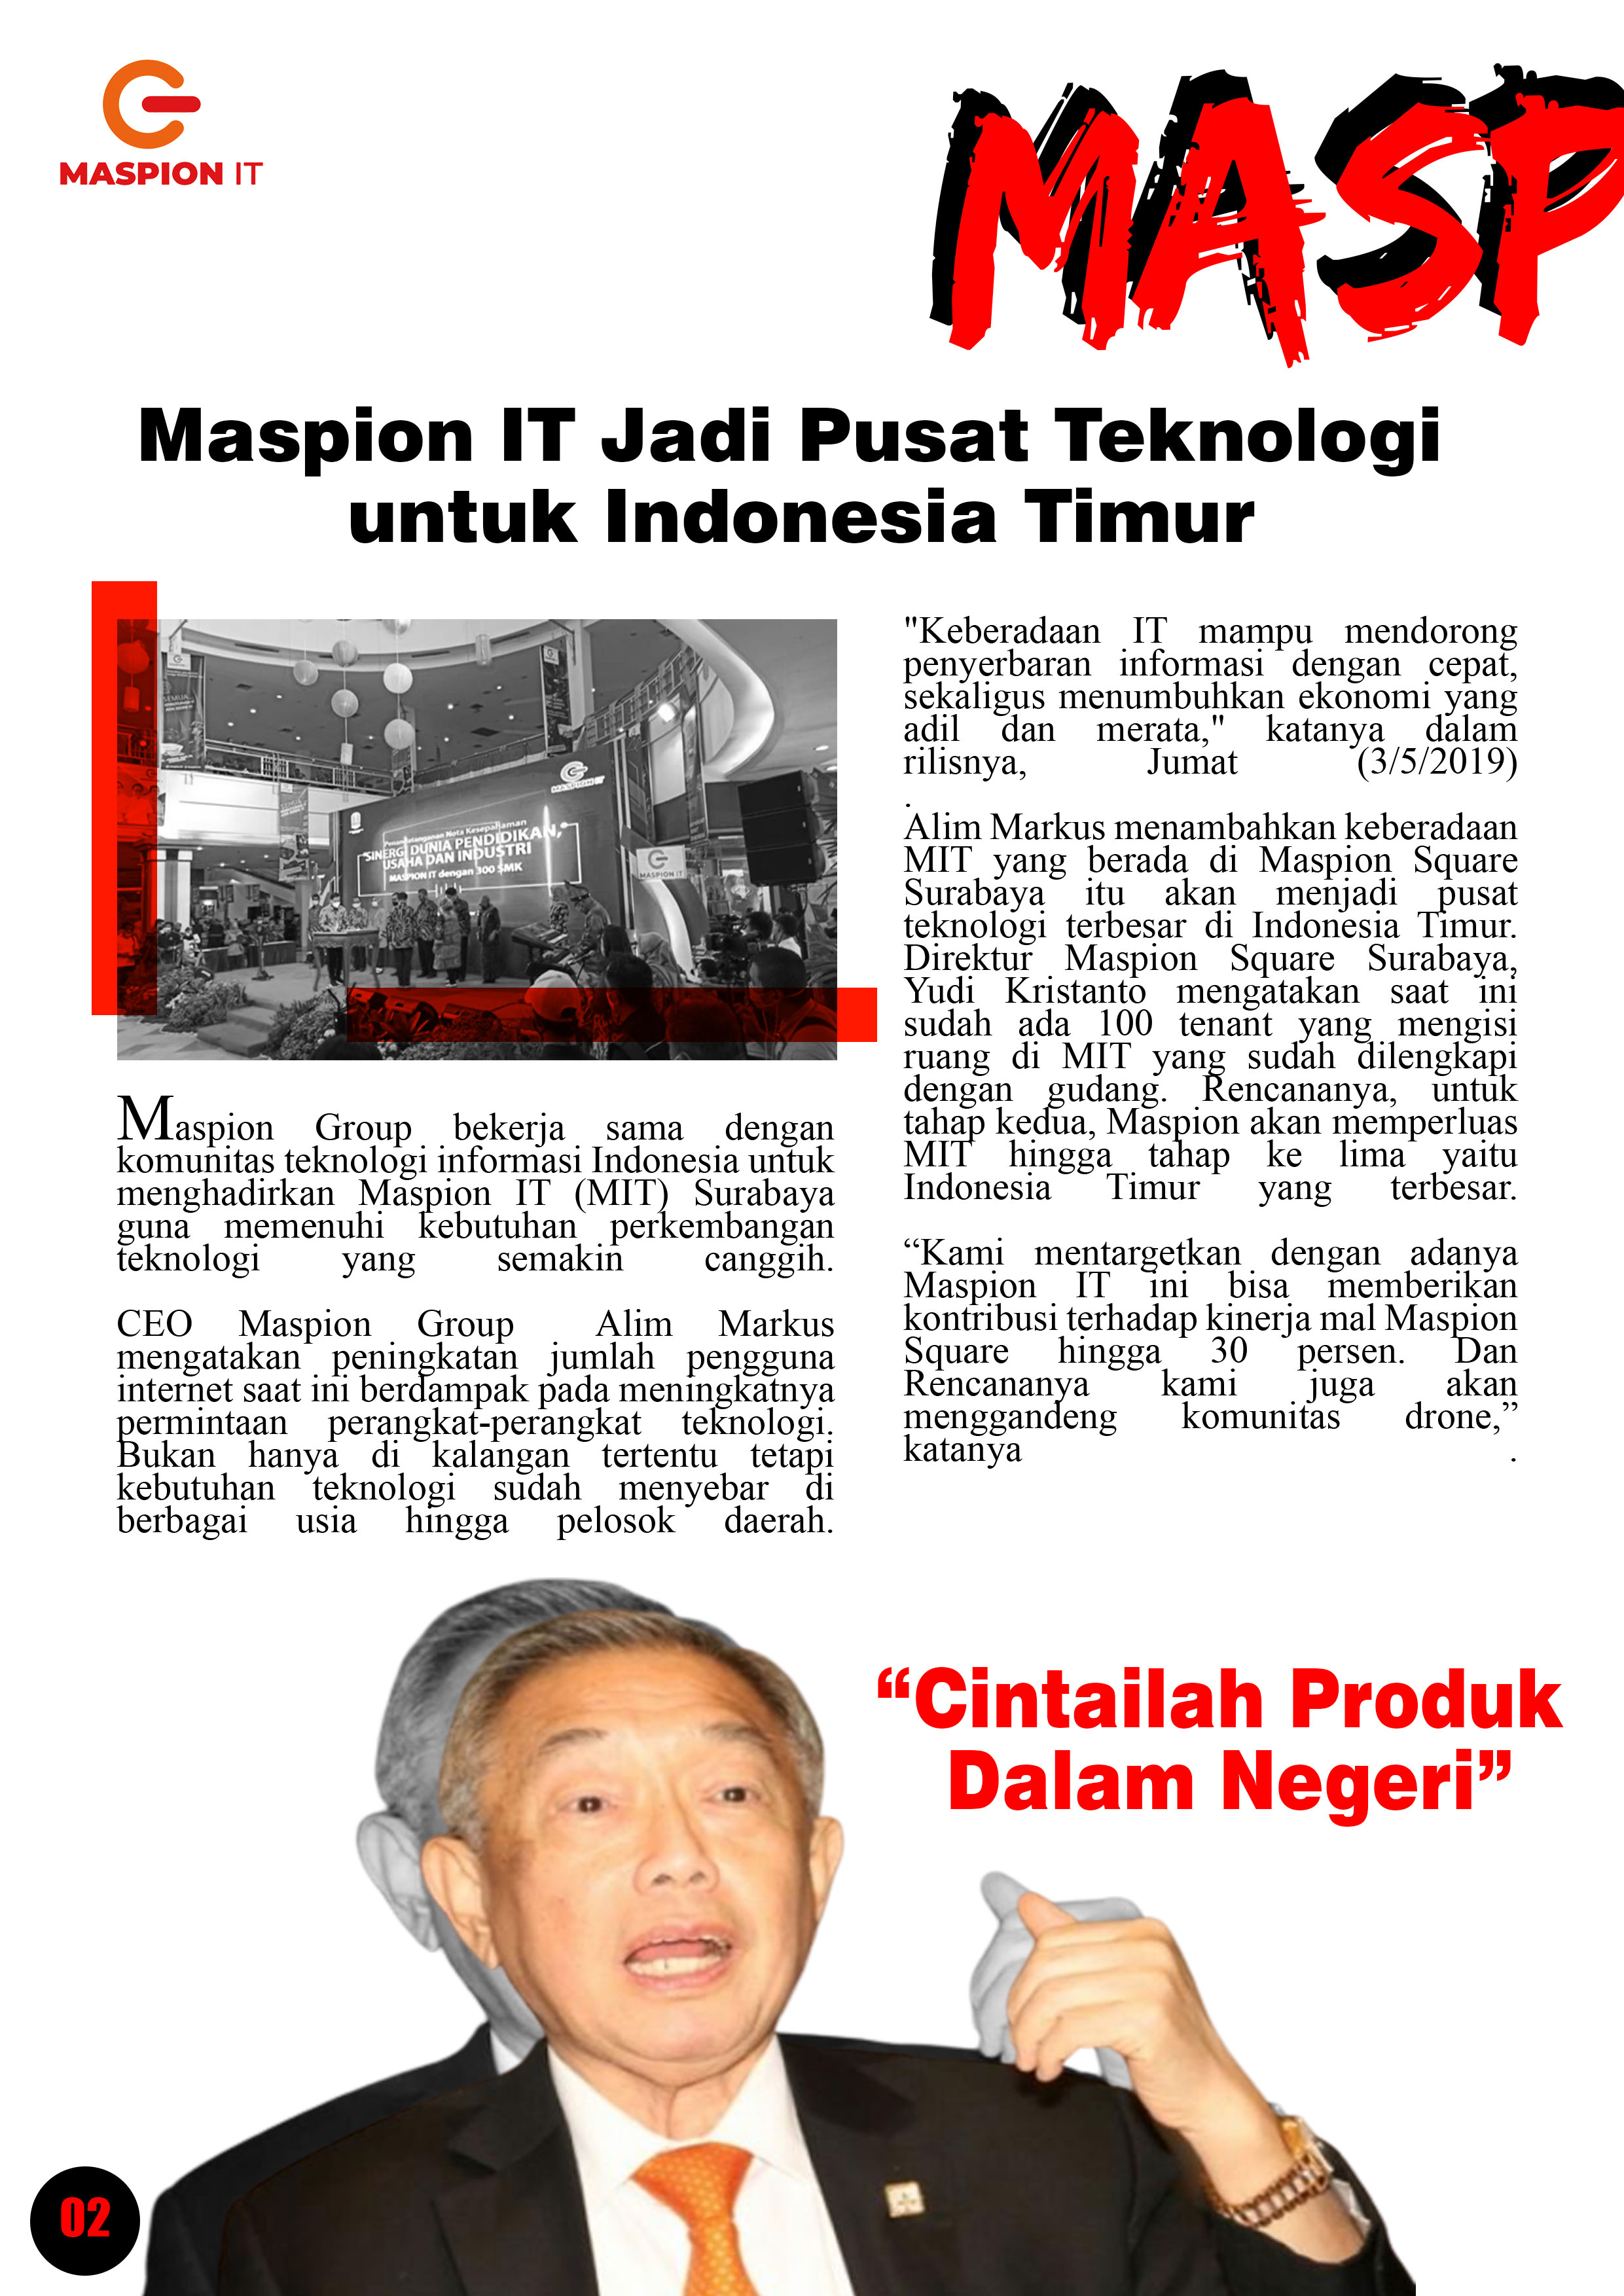 MASPION IT
MASP
Maspion IT Jadi Pusat Teknologi
untuk Indonesia Timur
MASPION IT
Penandatanganan Nota Kesepahaman
"SINERGI DUNIA PENDIDIKAN,
USAHA DAN INDUSTRI
MASPION IT dengan 300 SMK
MASPION IT
Maspion Group bekerja sama dengan
komunitas teknologi informasi Indonesia untuk
menghadirkan Maspion IT (MIT) Surabaya
guna memenuhi kebutuhan perkembangan
teknologi yang semakin canggih.
CEO Maspion Group Alim Markus
mengatakan peningkatan jumlah pengguna
internet saat ini berdampak pada meningkatnya
permintaan perangkat-perangkat teknologi.
Bukan hanya di kalangan tertentu tetapi
kebutuhan teknologi sudah menyebar di
berbagai usia hingga pelosok daerah.
"Keberadaan IT mampu mendorong
penyerbaran informasi dengan cepat,
sekaligus menumbuhkan ekonomi yang
adil dan merata," katanya dalam
rilisnya, Jumat (3/5/2019)
.
Alim Markus menambahkan keberadaan
MIT yang berada di Maspion Square
Surabaya itu akan menjadi pusat
teknologi terbesar di Indonesia Timur.
Direktur Maspion Square Surabaya,
Yudi Kristanto mengatakan saat ini
sudah ada 100 tenant yang mengisi
ruang di MIT yang sudah dilengkapi
dengan gudang. Rencananya, untuk
tahap kedua, Maspion akan memperluas
MIT hingga tahap ke lima yaitu
Indonesia Timur yang terbesar.
“Kami mentargetkan dengan adanya
Maspion IT ini bisa memberikan
kontribusi terhadap kinerja mal Maspion
Square hingga 30 persen. Dan
Rencananya kami juga akan
menggandeng komunitas drone,”
katanya .
“Cintailah Produk
Dalam Negeri”
02